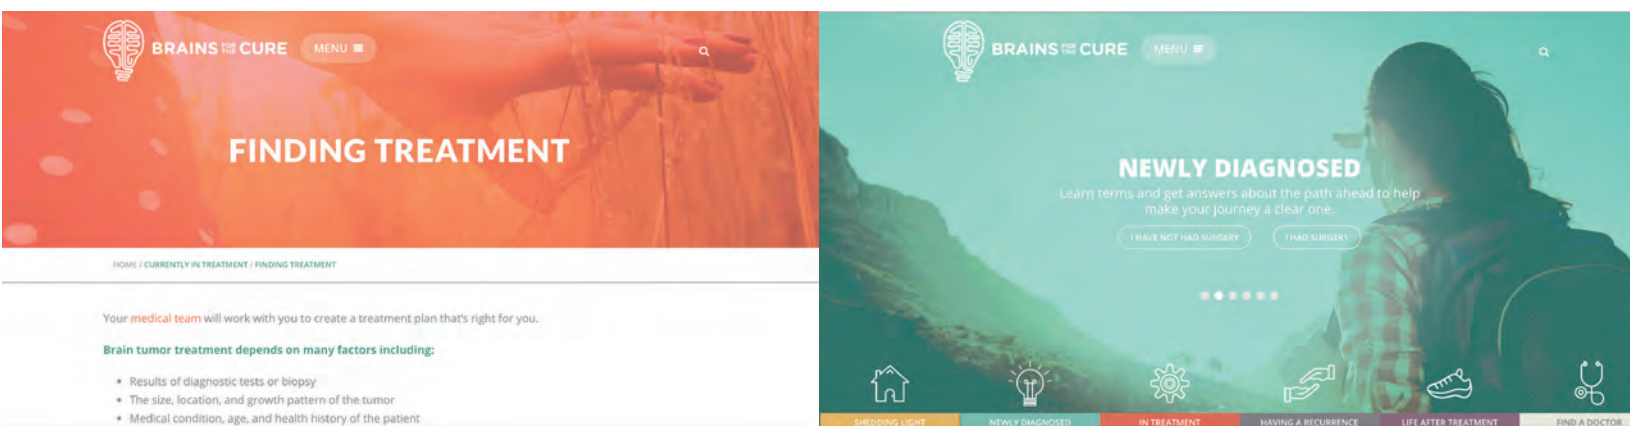 BRAINS FOR THE CURE MENU
FINDING TREATMENT
HOME / CURRENTLY IN TREATMENT / FINDING TREATMENT
Your medical team will work with you to create a treatment plan that's right for you.
Brain tumor treatment depends on many factors including:
• Results of diagnostic tests or biopsy
• The size, location, and growth pattern of the tumor
• Medical condition, age, and health history of the patient
BRAINS FOR THE CURE MENU
NEWLY DIAGNOSED
Learn terms and get answers about the path ahead to help
make your journey a clear one.
I HAVE NOT HAD SURGERY I HAD SURGERY
SHEDDING LIGHT NEWLY DIAGNOSED IN TREATMENT HAVING A RECURRENCE LIFE AFTER TREATMENT FIND A DOCTOR